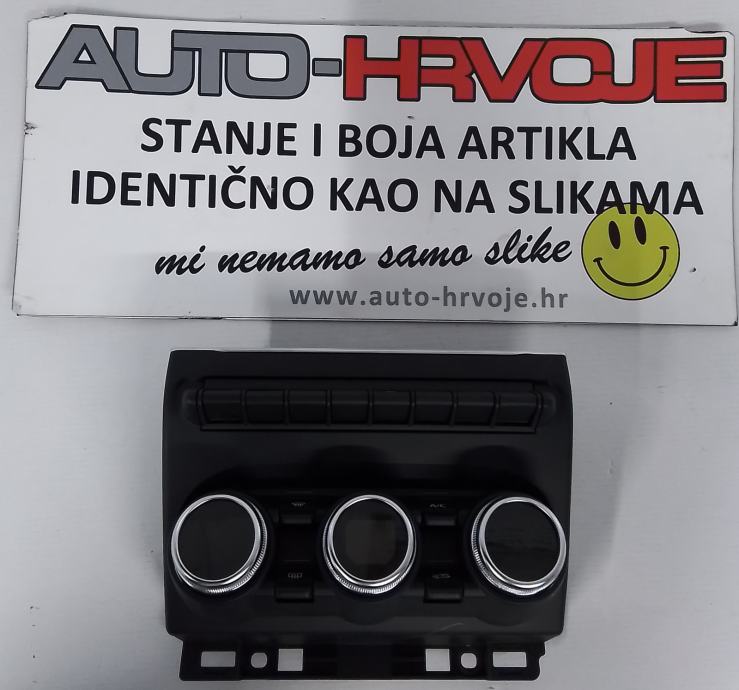 AUTO-HRVOJE
STANJE I BOJA ARTIKLA
IDENTIČNO KAO NA SLIKAMA
mi nemamo samo slike
www.auto-hrvoje.hr
A/C